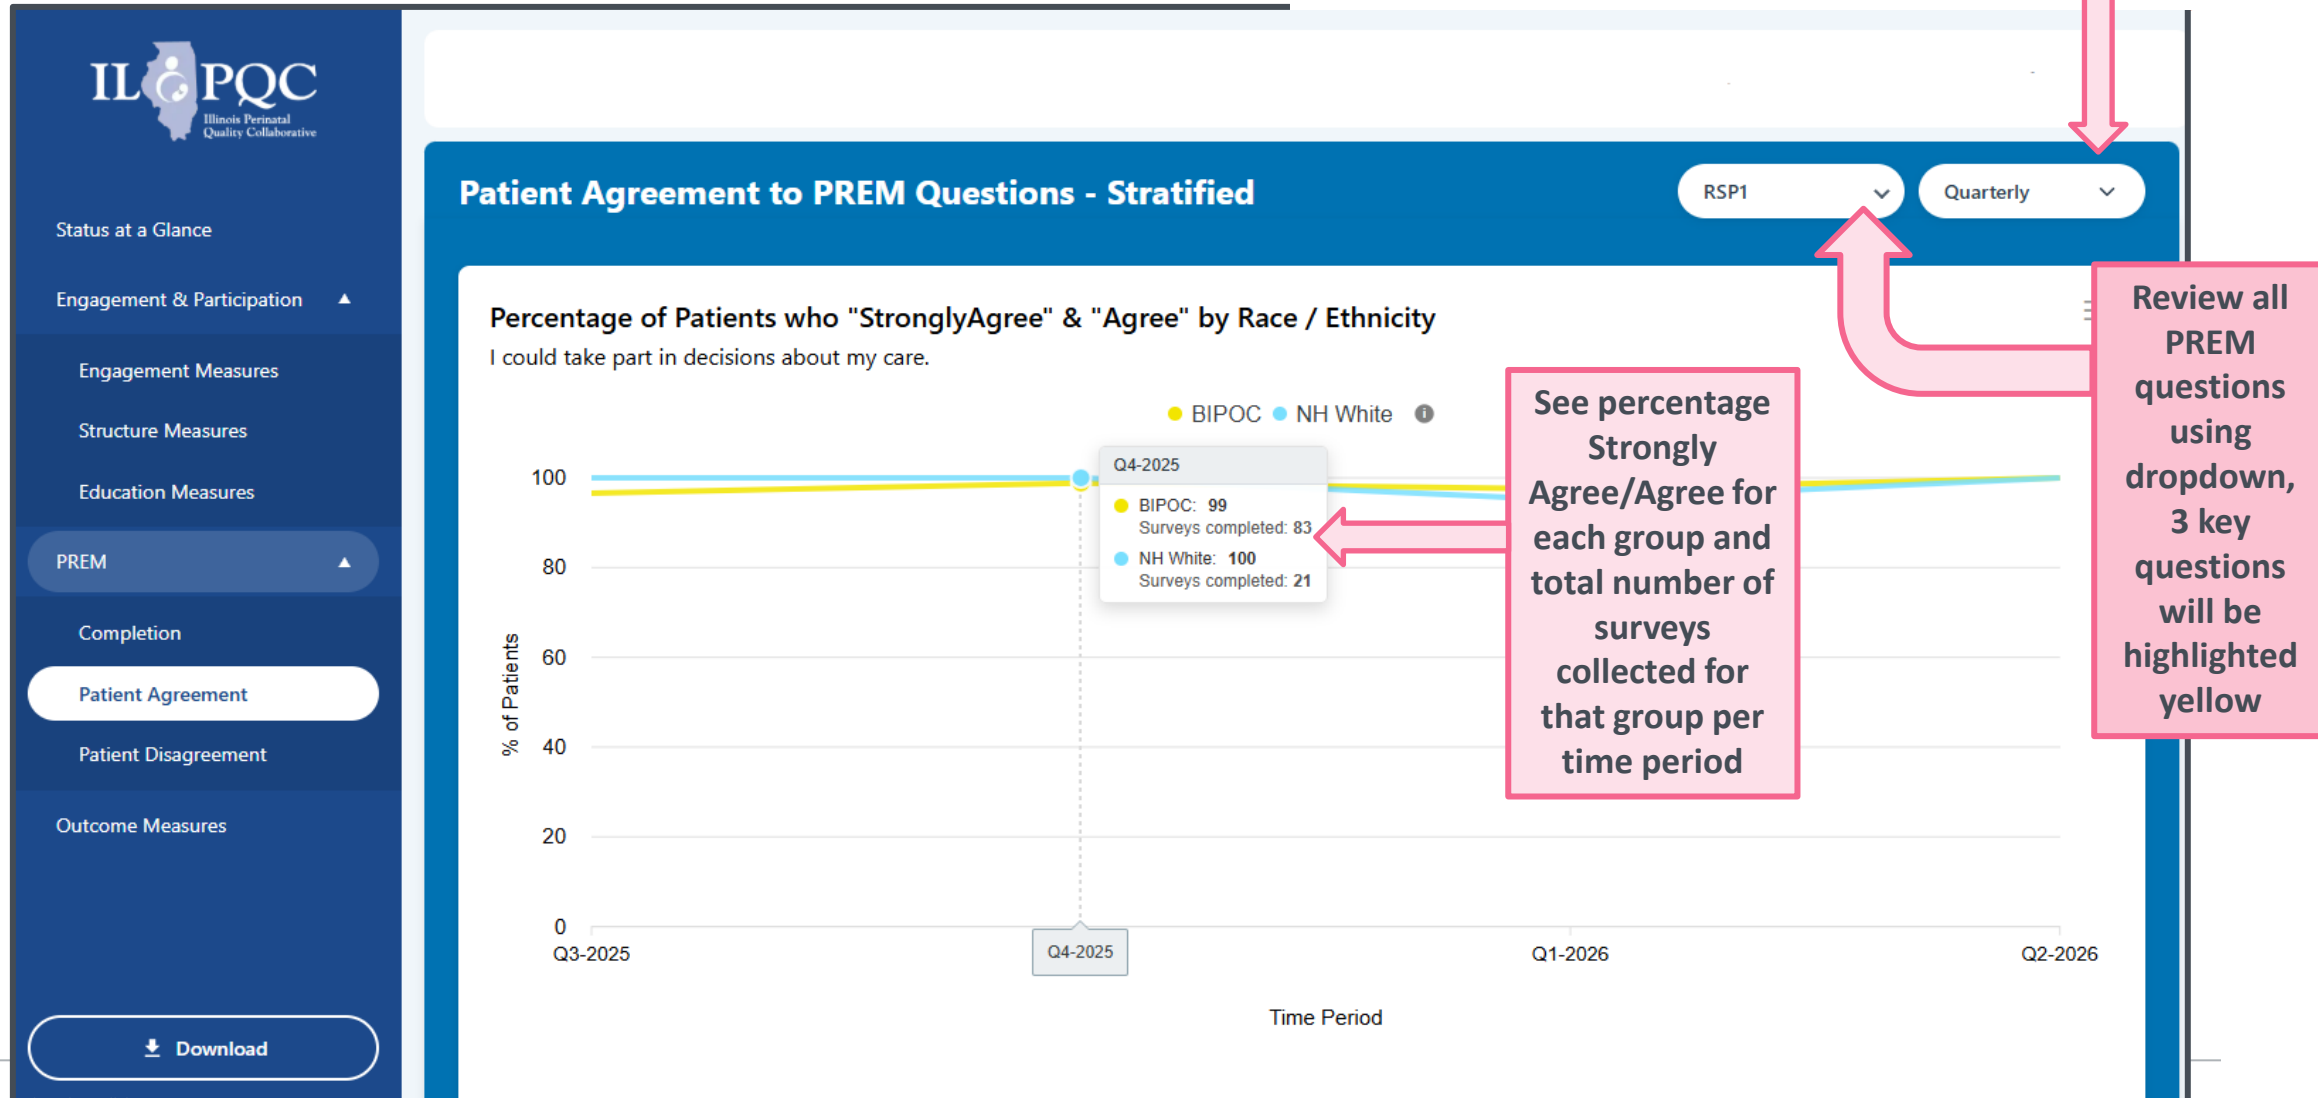 IL PQC
Illinois Perinatal
Quality Collaborative
Status at a Glance
Engagement & Participation
Engagement Measures
Structure Measures
Education Measures
PREM
Completion
Patient Agreement
Patient Disagreement
Outcome Measures
Download
Patient Agreement to PREM Questions - Stratified
RSP1
Quarterly
Percentage of Patients who "StronglyAgree" & "Agree" by Race / Ethnicity
I could take part in decisions about my care.
BIPOC
NH White
100
80
60
40
20
0
% of Patients
Q4-2025
BIPOC: 99
Surveys completed: 83
NH White: 100
Surveys completed: 21
Q3-2025
Q4-2025
Q1-2026
Q2-2026
Time Period
See percentage
Strongly
Agree/Agree for
each group and
total number of
surveys
collected for
that group per
time period
Review all
PREM
questions
using
dropdown,
3 key
questions
will be
highlighted
yellow